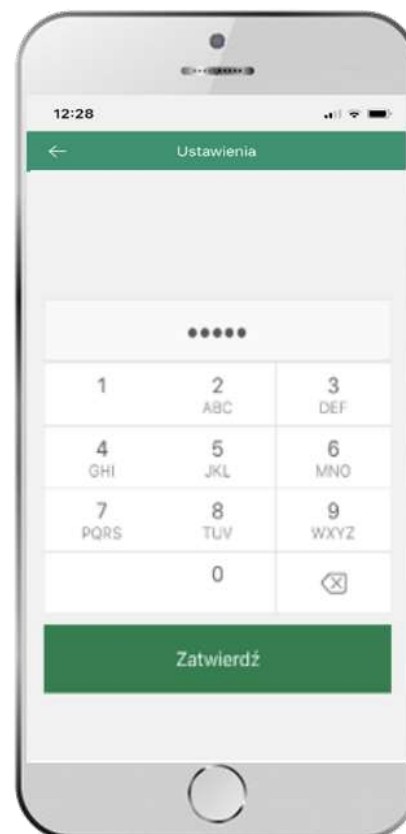 12:28
Ustawienia
●●●●●
1 2 3
ABC DEF
4 5 6
GHI JKL MNO
7 8 9
PQRS TUV WXYZ
0
Zatwierdź